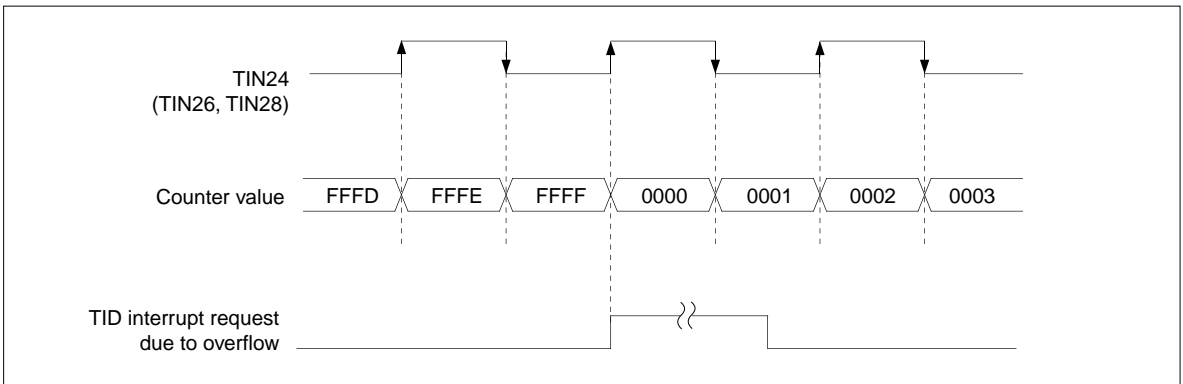 TIN24
(TIN26, TIN28)
Counter value FFFD FFFE FFFF 0000 0001 0002 0003
TID interrupt request
due to overflow